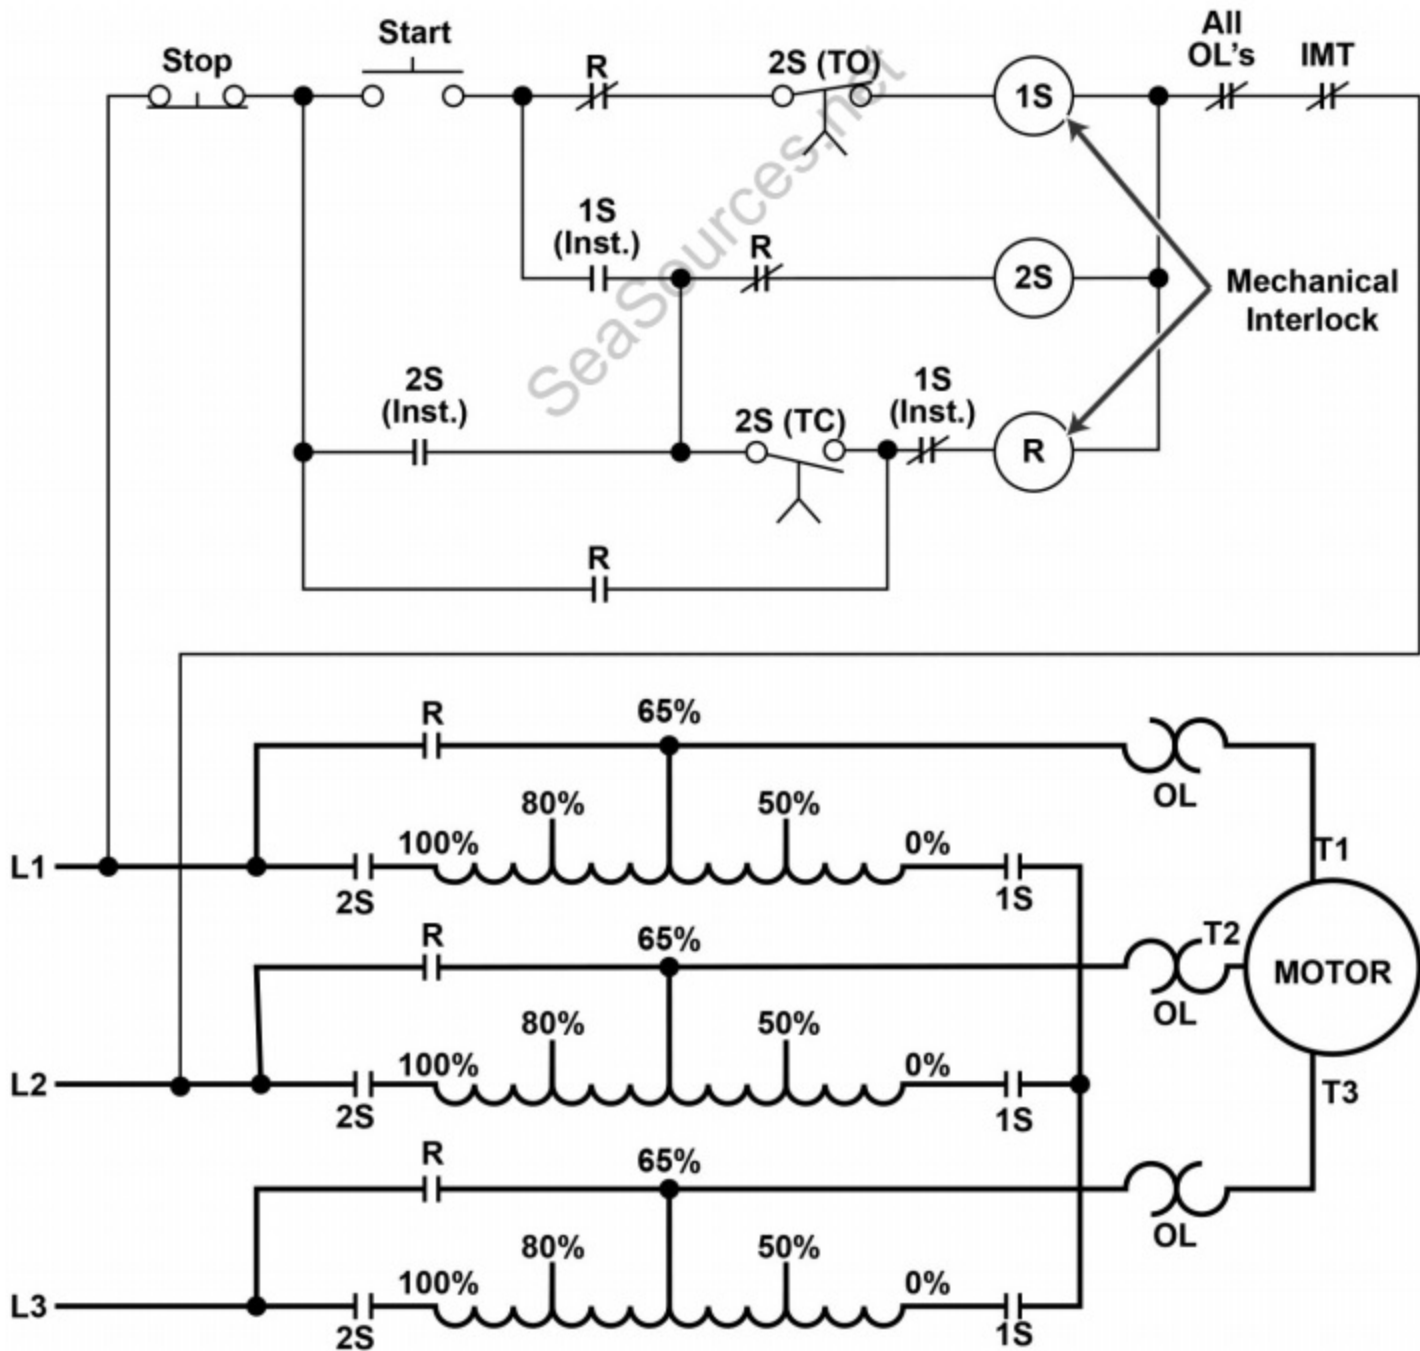 Stop
Start
R
2S (TO)
1S
All
OL's
IMT
1S
(Inst.)
R
2S
Mechanical
Interlock
2S
(Inst.)
2S (TC)
1S
(Inst.)
R
R
SeaSources.net
R
65%
OL
80%
50%
L1
100%
0%
2S
1S
T1
R
65%
T2
OL
MOTOR
80%
50%
L2
100%
0%
2S
1S
T3
R
65%
OL
80%
50%
L3
100%
0%
2S
1S